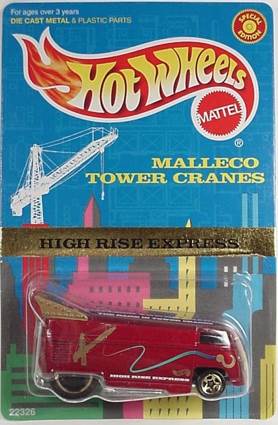 For ages over 3 years
DIE CAST METAL & PLASTIC PARTS
SPECIAL
EDITION
Hot Wheels
MATTEL
®
MALLECO
TOWER CRANES
HIGH RISE EXPRESS
HIGH RISE EXPRESS
22326